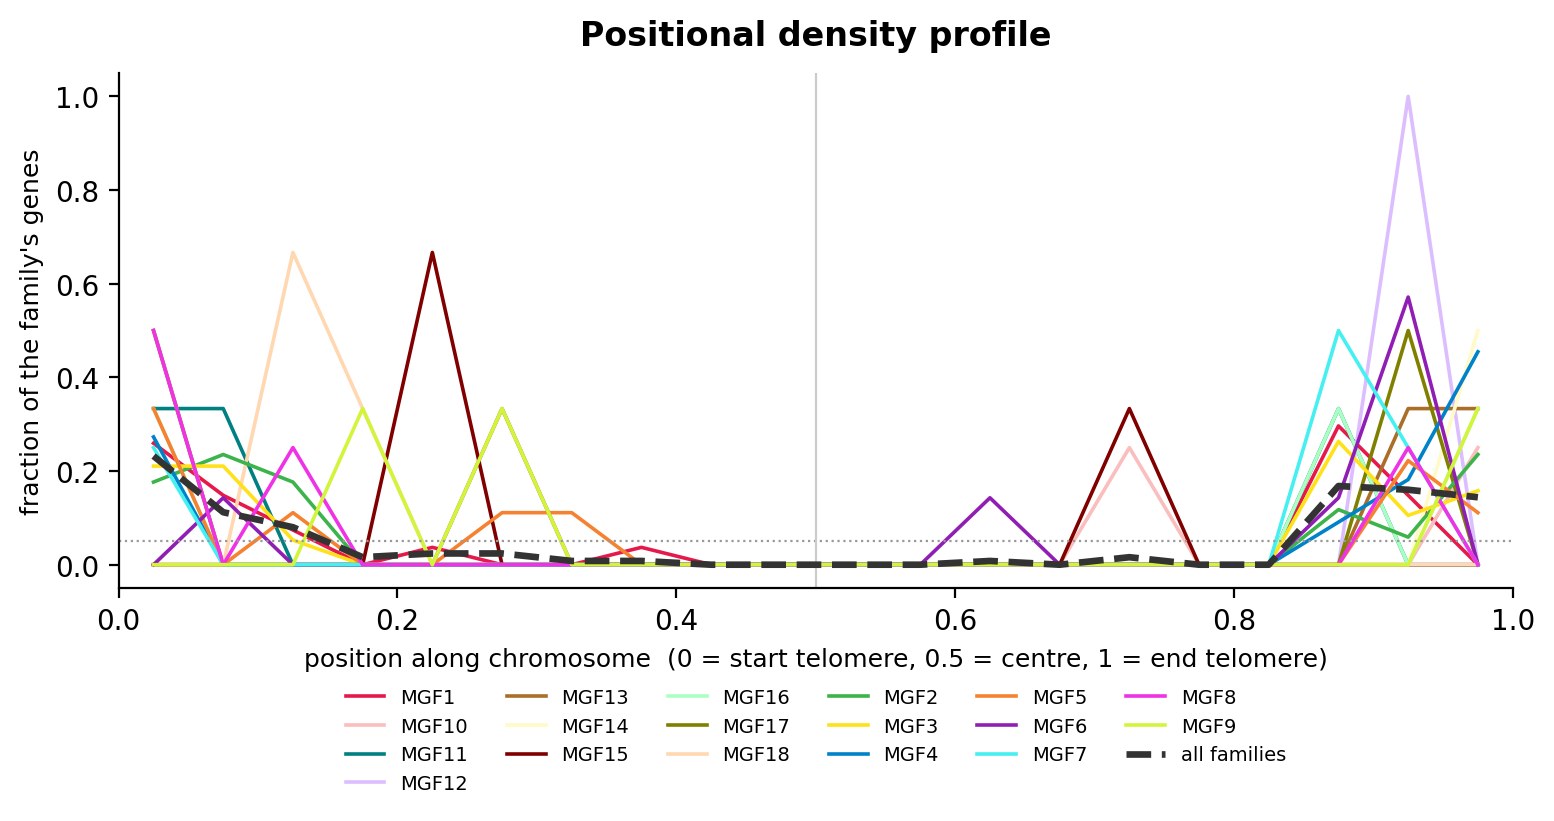 Positional density profile
fraction of the family's genes
1.0
0.8
0.6
0.4
0.2
0.0
0.0 0.2 0.4 0.6 0.8 1.0
position along chromosome  (0 = start telomere, 0.5 = centre, 1 = end telomere)
MGF1 MGF13 MGF16 MGF2 MGF5 MGF8
MGF10 MGF14 MGF17 MGF3 MGF6 MGF9
MGF11 MGF15 MGF18 MGF4 MGF7 all families
MGF12